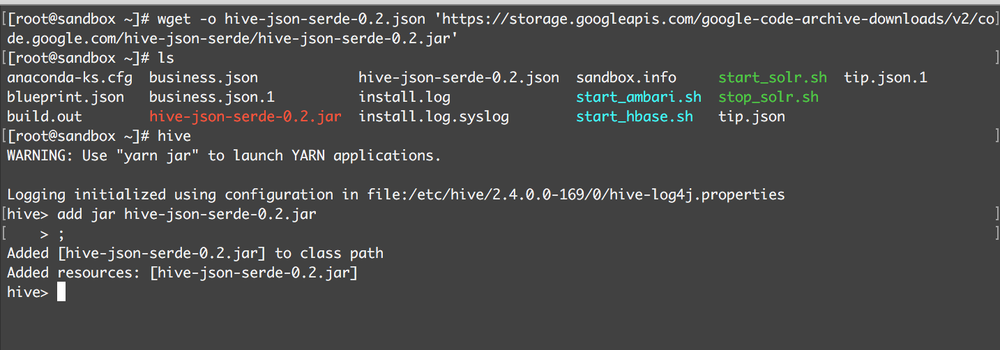 [[root@sandbox ~]# wget -o hive-json-serde-0.2.json 'https://storage.googleapis.com/google-code-archive-downloads/v2/co]
de.google.com/hive-json-serde/hive-json-serde-0.2.jar'
[[root@sandbox ~]# ls ]
anaconda-ks.cfg business.json hive-json-serde-0.2.json sandbox.info start_solr.sh tip.json.1
blueprint.json business.json.1 install.log start_ambari.sh stop_solr.sh
build.out hive-json-serde-0.2.jar install.log.syslog start_hbase.sh tip.json
[[root@sandbox ~]# hive ]
WARNING: Use "yarn jar" to launch YARN applications.
Logging initialized using configuration in file:/etc/hive/2.4.0.0-169/0/hive-log4j.properties
[hive> add jar hive-json-serde-0.2.jar ]
[ > ; ]
Added [hive-json-serde-0.2.jar] to class path
Added resources: [hive-json-serde-0.2.jar]
hive>